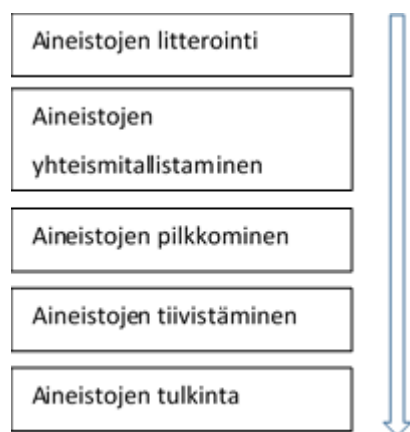 Aineistojen litterointi
Aineistojen
yhteismitallistaminen
Aineistojen pilkkominen
Aineistojen tiivistäminen
Aineistojen tulkinta